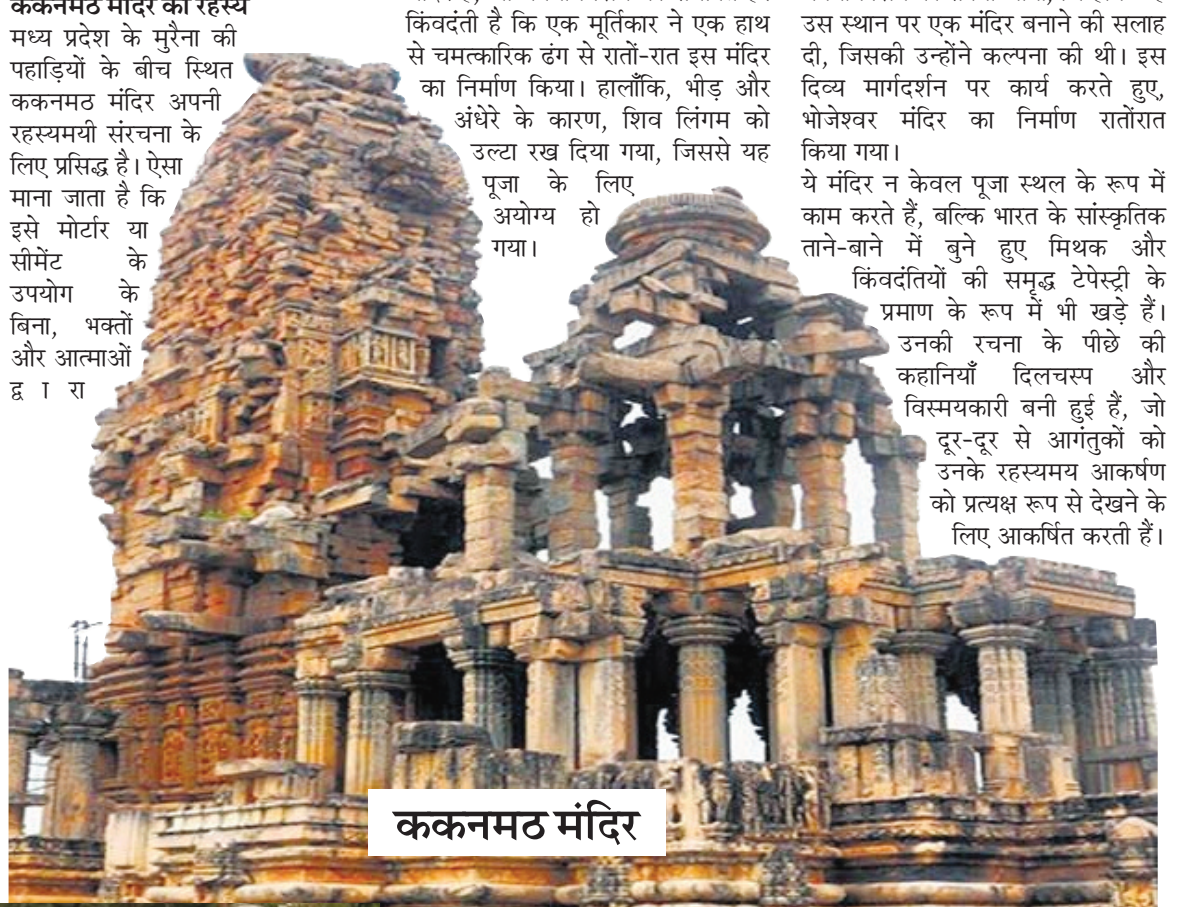 ककनमठ मंदिर का रहस्य
मध्य प्रदेश के मुरैना की
पहाड़ियों के बीच स्थित
ककनमठ मंदिर अपनी
रहस्यमयी संरचना के
लिए प्रसिद्ध है। ऐसा
माना जाता है कि
इसे मोर्टार या
सीमेंट के
उपयोग के
बिना, भक्तों
और आत्माओं
द्वारा
किंवदंती है कि एक मूर्तिकार ने एक हाथ
से चमत्कारिक ढंग से रातों-रात इस मंदिर
का निर्माण किया। हालाँकि, भीड़ और
अंधेरे के कारण, शिव लिंगम को
उल्टा रख दिया गया, जिससे यह
पूजा के लिए
अयोग्य हो
गया।
उस स्थान पर एक मंदिर बनाने की सलाह
दी, जिसकी उन्होंने कल्पना की थी। इस
दिव्य मार्गदर्शन पर कार्य करते हुए,
भोजेश्वर मंदिर का निर्माण रातोंरात
किया गया।
ये मंदिर न केवल पूजा स्थल के रूप में
काम करते हैं, बल्कि भारत के सांस्कृतिक
ताने-बाने में बुने हुए मिथक और
किंवदंतियों की समृद्ध टेपेस्ट्री के
प्रमाण के रूप में भी खड़े हैं।
उनकी रचना के पीछे की
कहानियाँ दिलचस्प और
विस्मयकारी बनी हुई हैं, जो
दूर-दूर से आगंतुकों को
उनके रहस्यमय आकर्षण
को प्रत्यक्ष रूप से देखने के
लिए आकर्षित करती हैं।
ककनमठ मंदिर